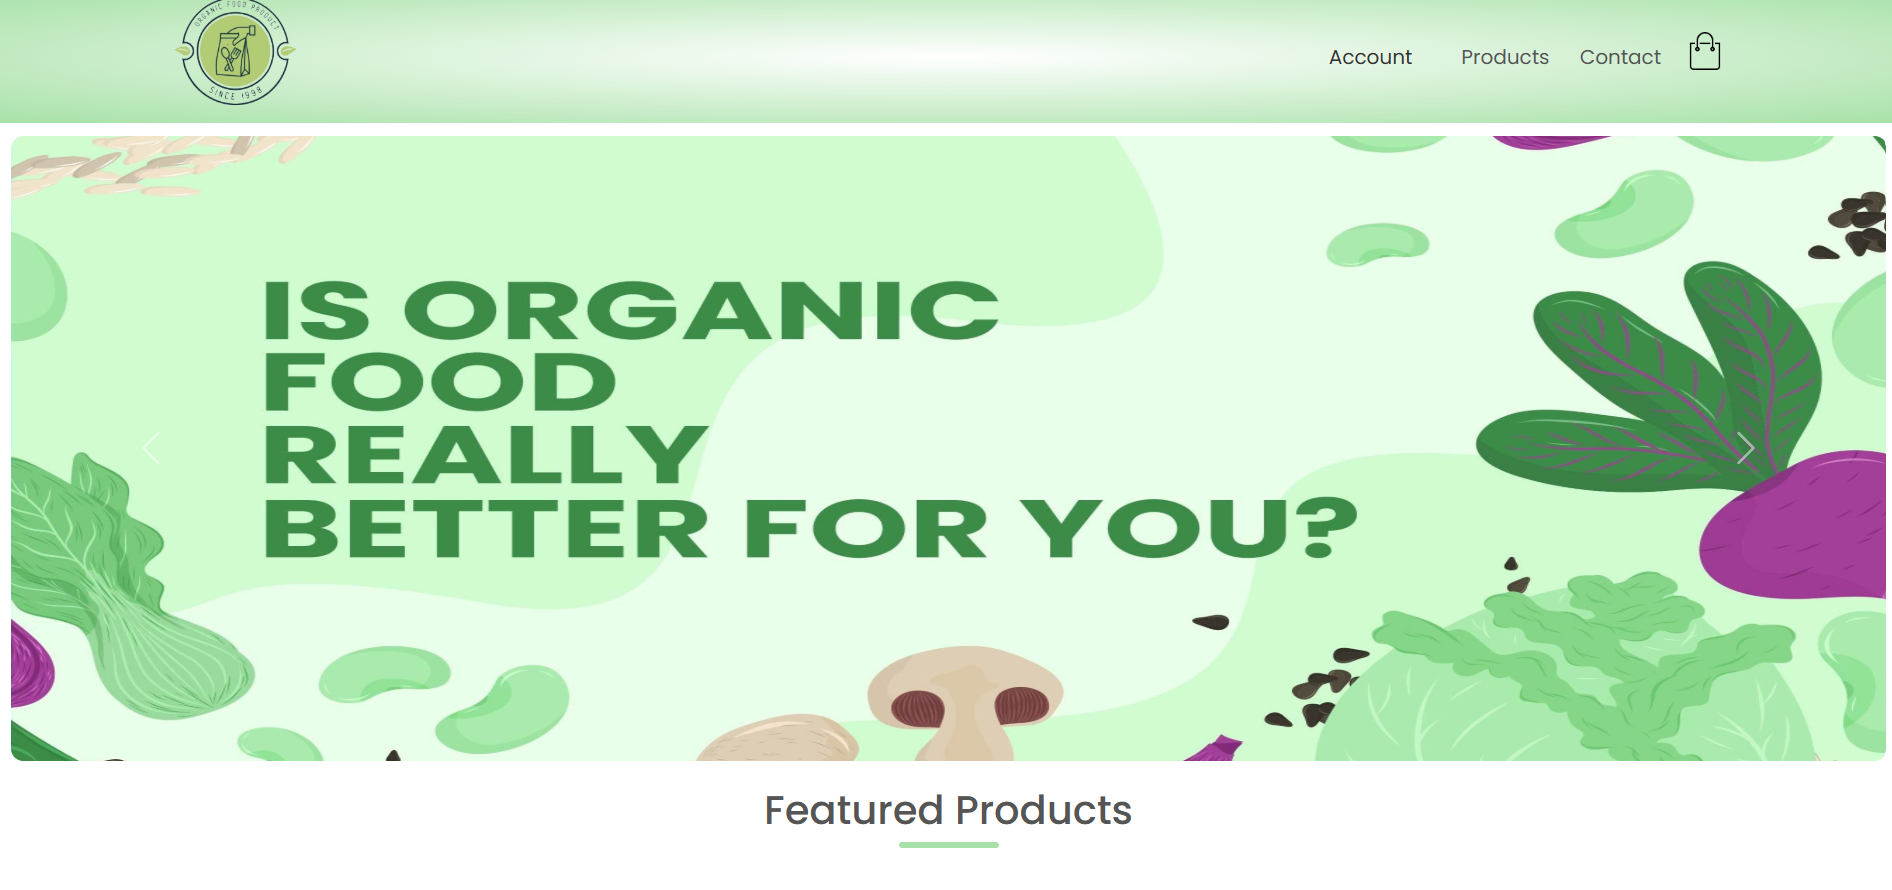 ORGANIC FOOD PRODUCT
SINCE 1998
Account
Products
Contact
IS ORGANIC
FOOD
REALLY
BETTER FOR YOU?
Featured Products